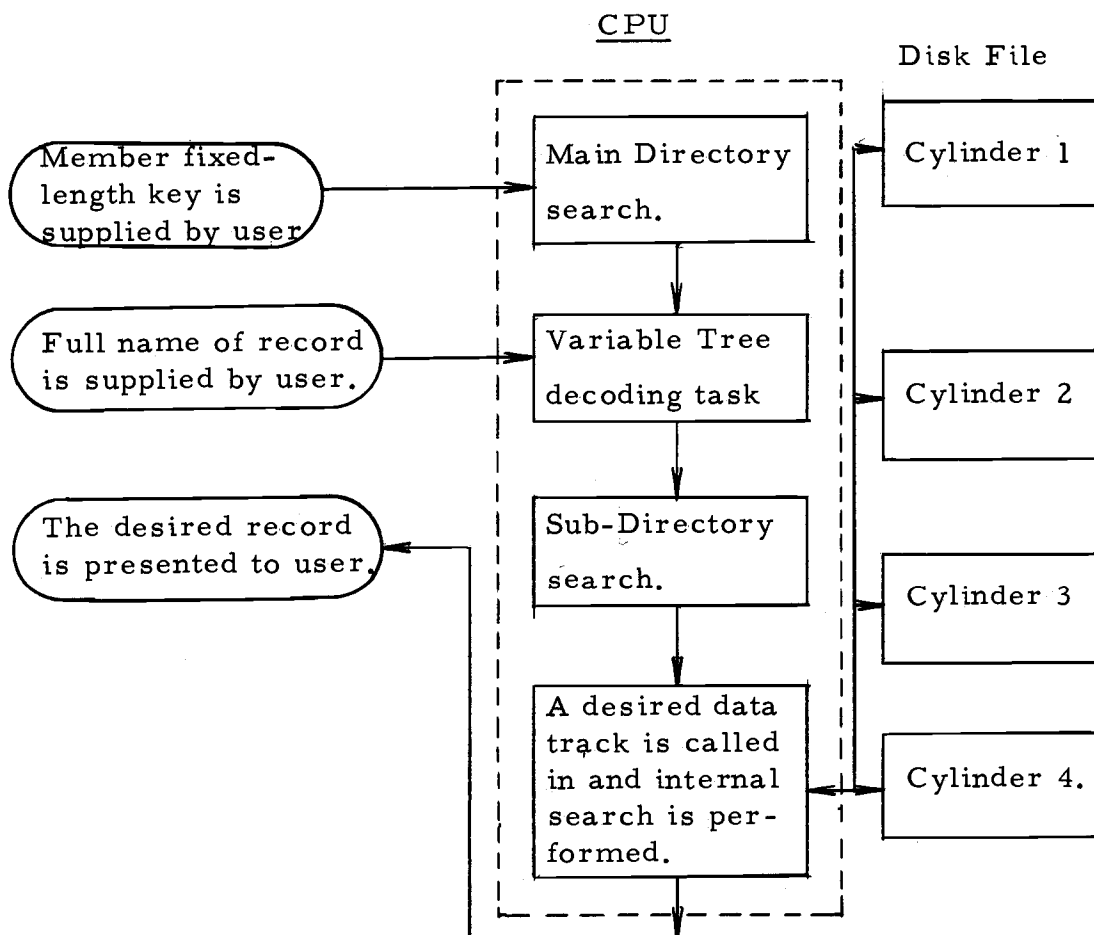 CPU
Disk File
Member fixed-
length key is
supplied by user
Main Directory
search.
Cylinder 1
Full name of record
is supplied by user.
Variable Tree
decoding task
Cylinder 2
The desired record
is presented to user.
Sub-Directory
search.
Cylinder 3
A desired data
track is called
in and internal
search is per-
formed.
Cylinder 4.